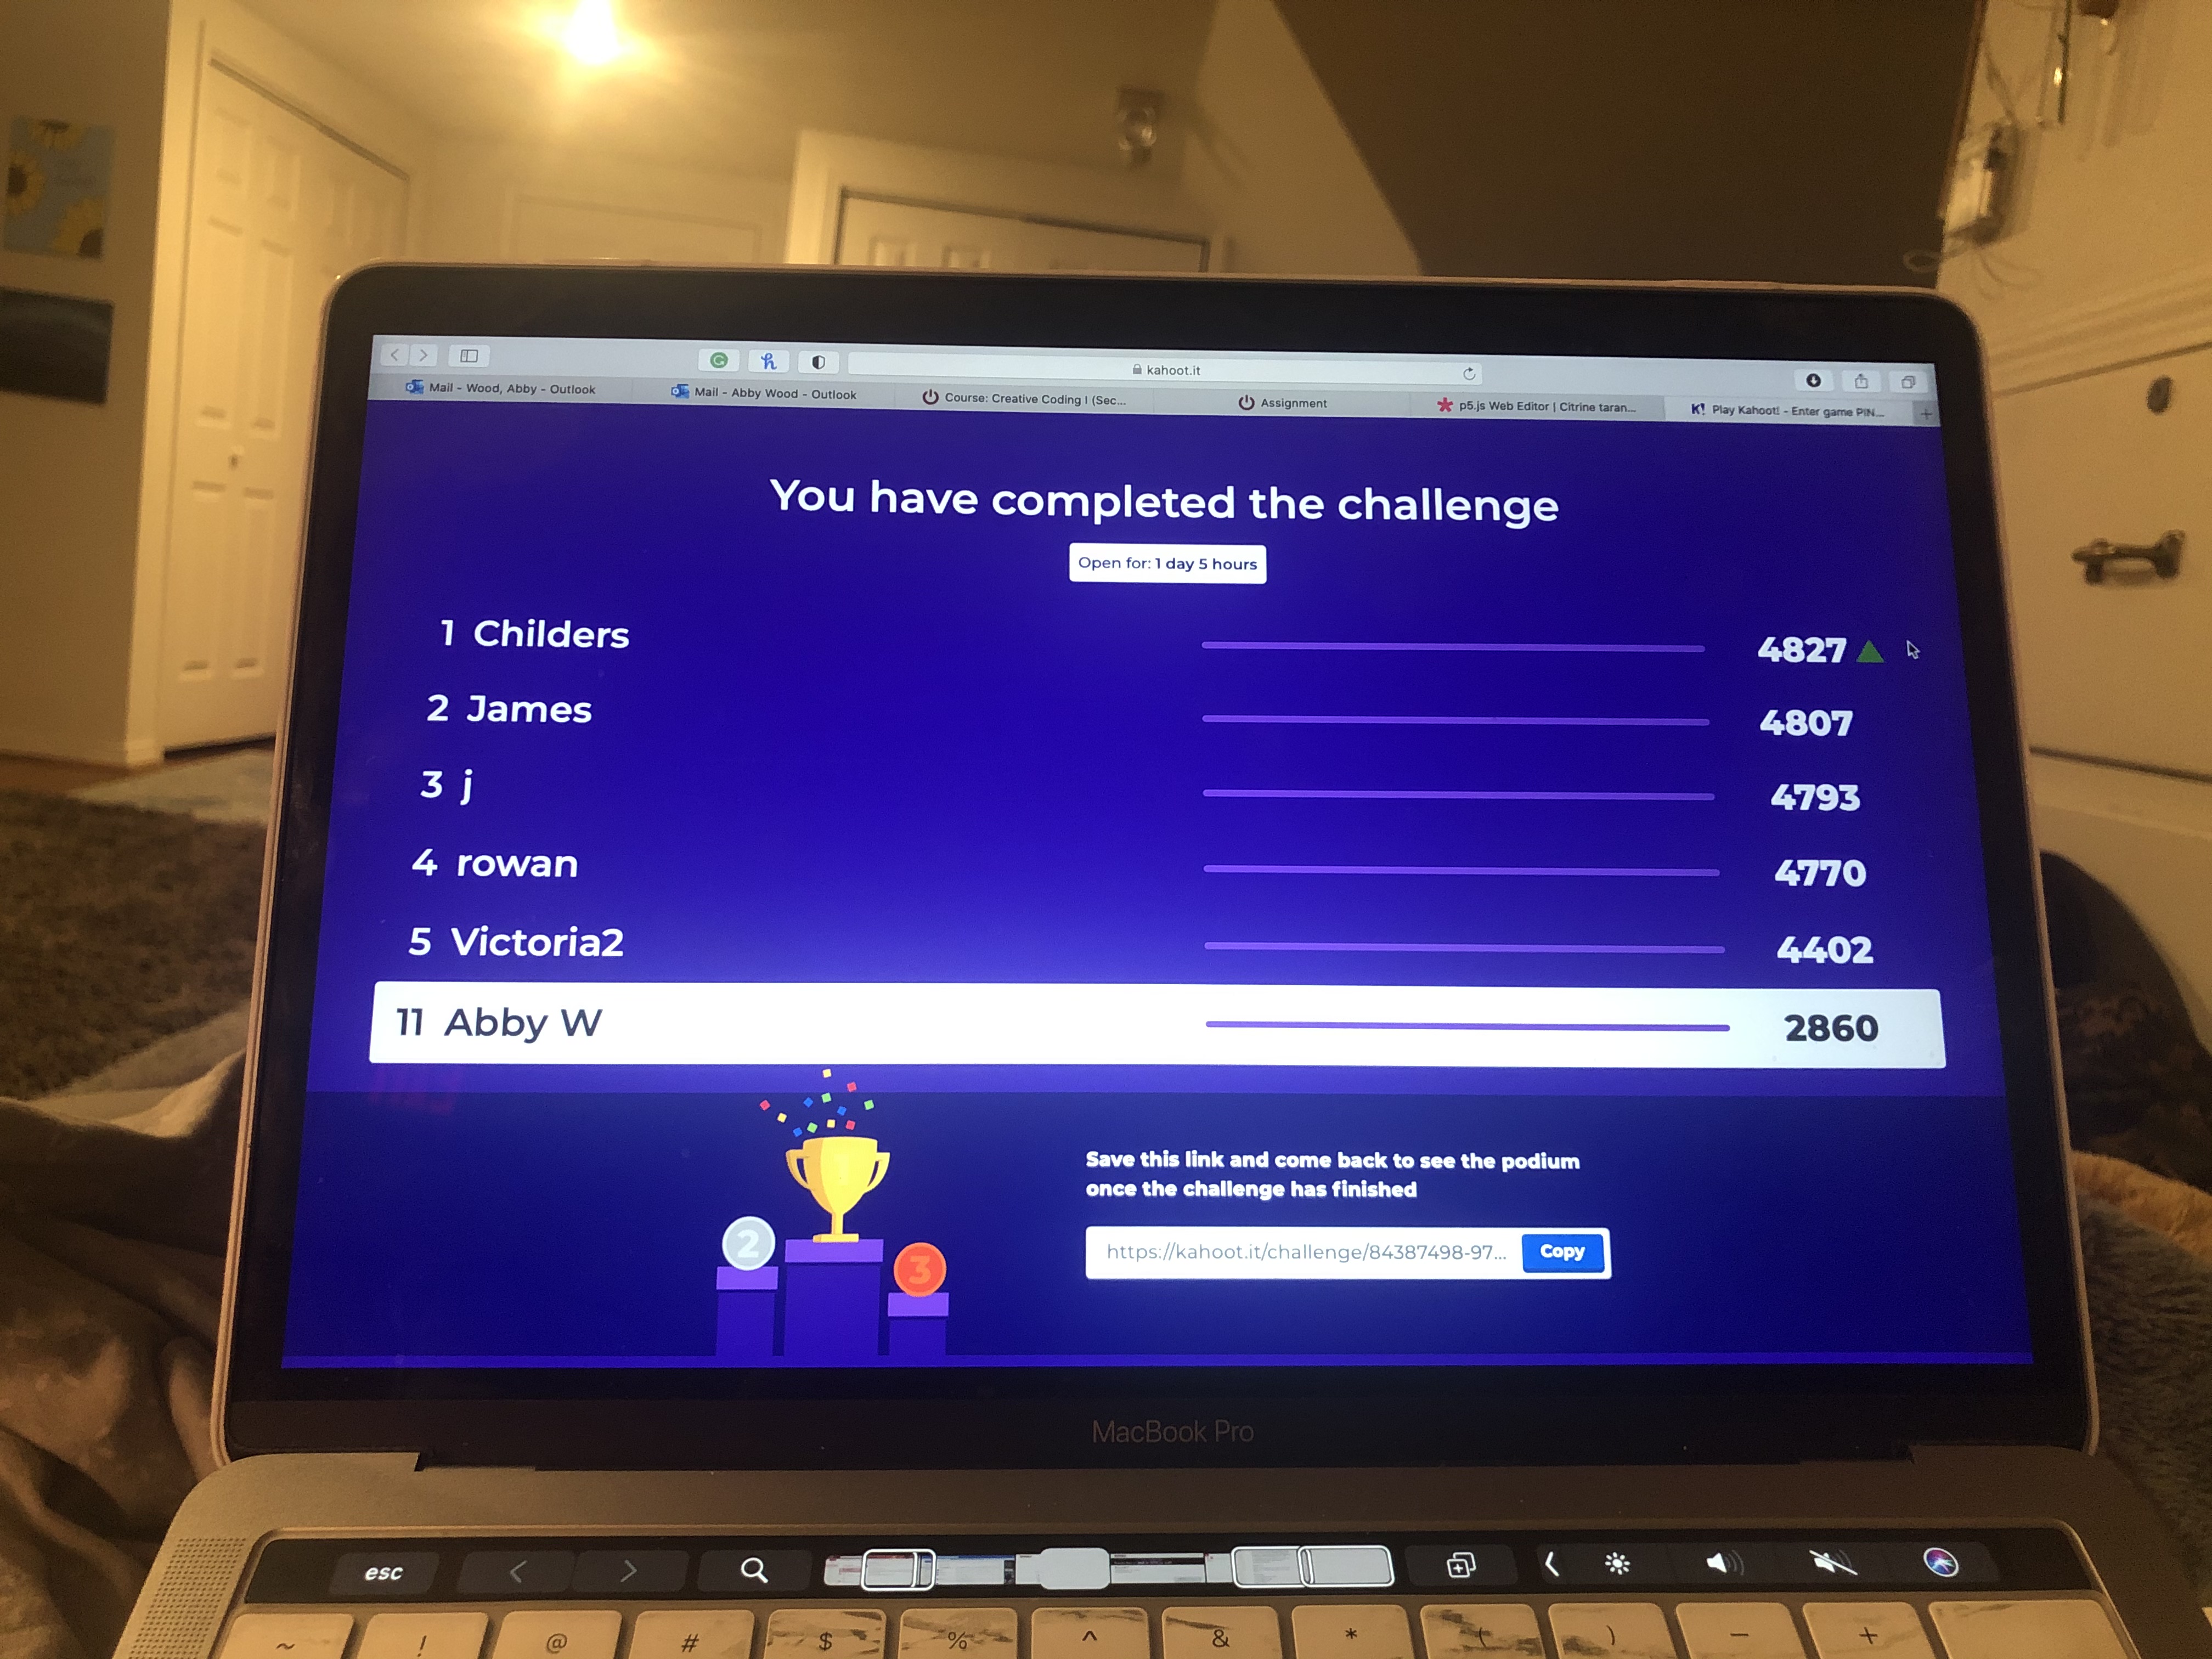 kahoot.it
Mail - Wood, Abby - Outlook
Mail - Abby Wood - Outlook
Course: Creative Coding I (Sec...
Assignment
p5.js Web Editor | Citrine taran...
K! Play Kahoot! - Enter game PIN...
You have completed the challenge
Open for: 1 day 5 hours
1 Childers 4827
2 James 4807
3 j 4793
4 rowan 4770
5 Victoria2 4402
11 Abby W 2860
Save this link and come back to see the podium
once the challenge has finished
https://kahoot.it/challenge/84387498-97...
Copy
2
3
MacBook Pro
esc
~ ! @ # $ % ^ & * ( ) — +